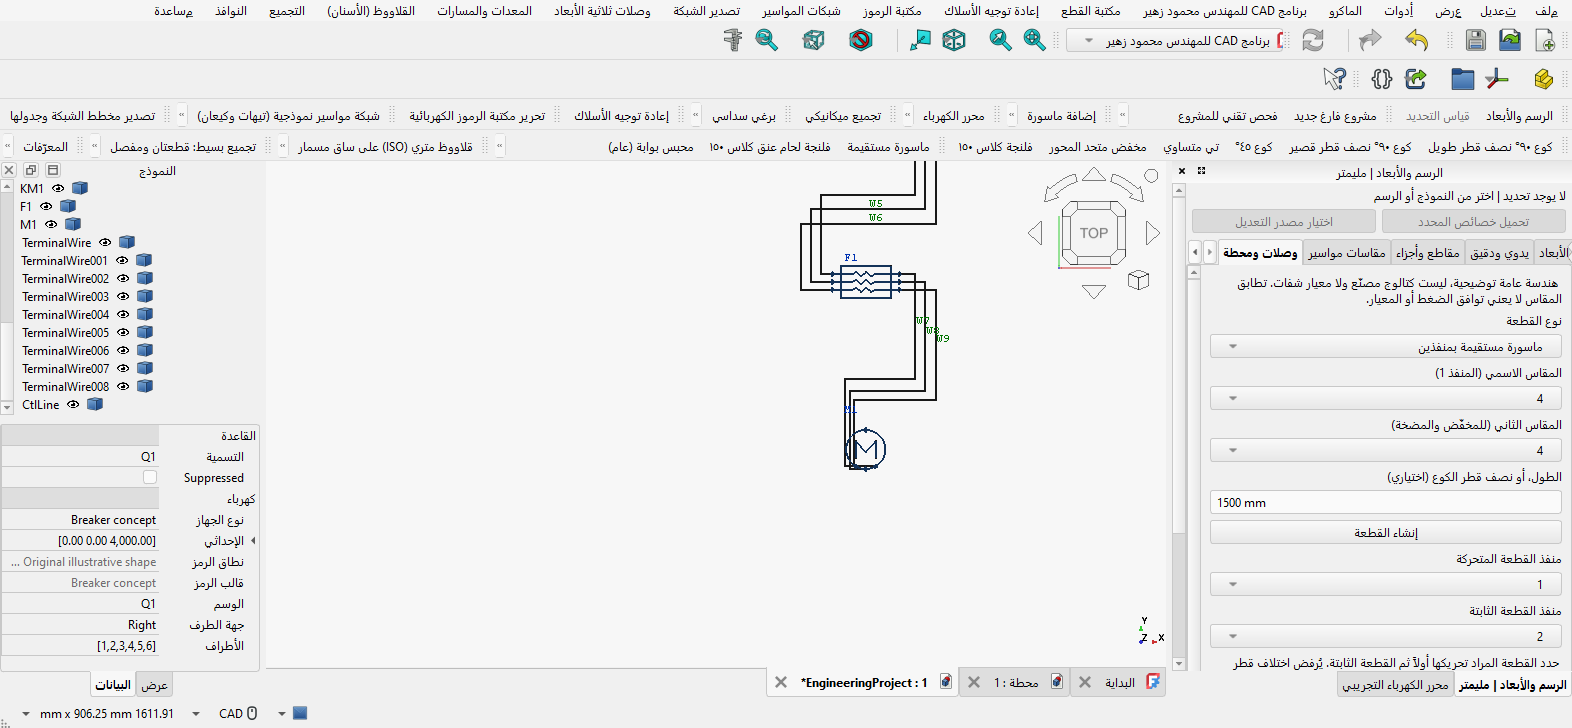 ملف تعديل عرض أدوات الماكرو برنامج CAD للمهندس محمود زهير مكتبة القطع إعادة توجيه الأسلاك مكتبة الرموز شبكات المواسير تصدير الشبكة وصلات ثلاثية الأبعاد المعدات والمسارات القلاووظ (الأسنان) التجميع النوافذ مساعدة
برنامج CAD للمهندس محمود زهير
الرسم والأبعاد قياس التحديد مشروع فارغ جديد فحص تقني للمشروع إضافة ماسورة محرر الكهرباء تجميع ميكانيكي برغي سداسي إعادة توجيه الأسلاك تحرير مكتبة الرموز الكهربائية شبكة مواسير نموذجية (تيهات وكيعان) تصدير مخطط الشبكة وجدولها
كوع ٩٠° نصف قطر طويل كوع ٩٠° نصف قطر قصير كوع ٤٥° تي متساوي مخفض متحد المحور فلنجة كلاس ١٥٠ ماسورة مستقيمة فلنجة لحام عنق كلاس ١٥٠ محبس بوابة (عام) قلاووظ متري (ISO) على ساق مسمار تجميع بسيط: قطعتان ومفصل المعرّفات
النموذج
KM1
F1
M1
TerminalWire
TerminalWire001
TerminalWire002
TerminalWire003
TerminalWire004
TerminalWire005
TerminalWire006
TerminalWire007
TerminalWire008
CtlLine
القاعدة
التسمية Q1
Suppressed
كهرباء
نوع الجهاز Breaker concept
الإحداثي [0.00 0.00 4,000.00]
نطاق الرمز Original illustrative shape ...
قالب الرمز Breaker concept
الوسم Q1
جهة الطرف Right
الأطراف [1,2,3,4,5,6]
البيانات عرض
W5
W6
F1
W7
W8
W9
M1
M
TOP
Y
Z X
الرسم والأبعاد | مليمتر
لا يوجد تحديد | اختر من النموذج أو الرسم
تحميل خصائص المحدد اختيار مصدر التعديل
الأبعاد يدوي ودقيق مقاطع وأجزاء مقاسات مواسير وصلات ومحطة
هندسة عامة توضيحية، ليست كتالوج مصنّع ولا معيار شفات. تطابق
المقاس لا يعني توافق الضغط أو المعيار.
نوع القطعة
ماسورة مستقيمة بمنفذين
المقاس الاسمي (المنفذ 1)
4
المقاس الثاني (للمخفّض والمضخة)
4
الطول، أو نصف قطر الكوع (اختياري)
1500 mm
إنشاء القطعة
منفذ القطعة المتحركة
1
منفذ القطعة الثابتة
2
حدد القطعة المراد تحريكها أولاً ثم القطعة الثابتة. يُرفض اختلاف قطر
الرسم والأبعاد | مليمتر محرر الكهرباء التجريبي
البداية محطة : 1 EngineeringProject : 1*
mm x 906.25 mm 1611.91 CAD